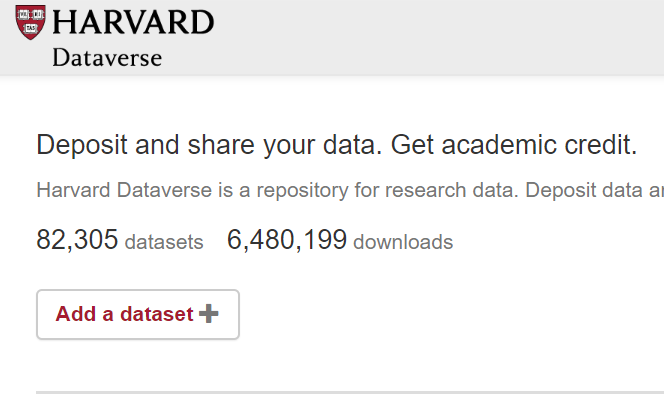 HARVARD
Dataverse
Deposit and share your data. Get academic credit.
Harvard Dataverse is a repository for research data. Deposit data
82,305 datasets 6,480,199 downloads
Add a dataset +